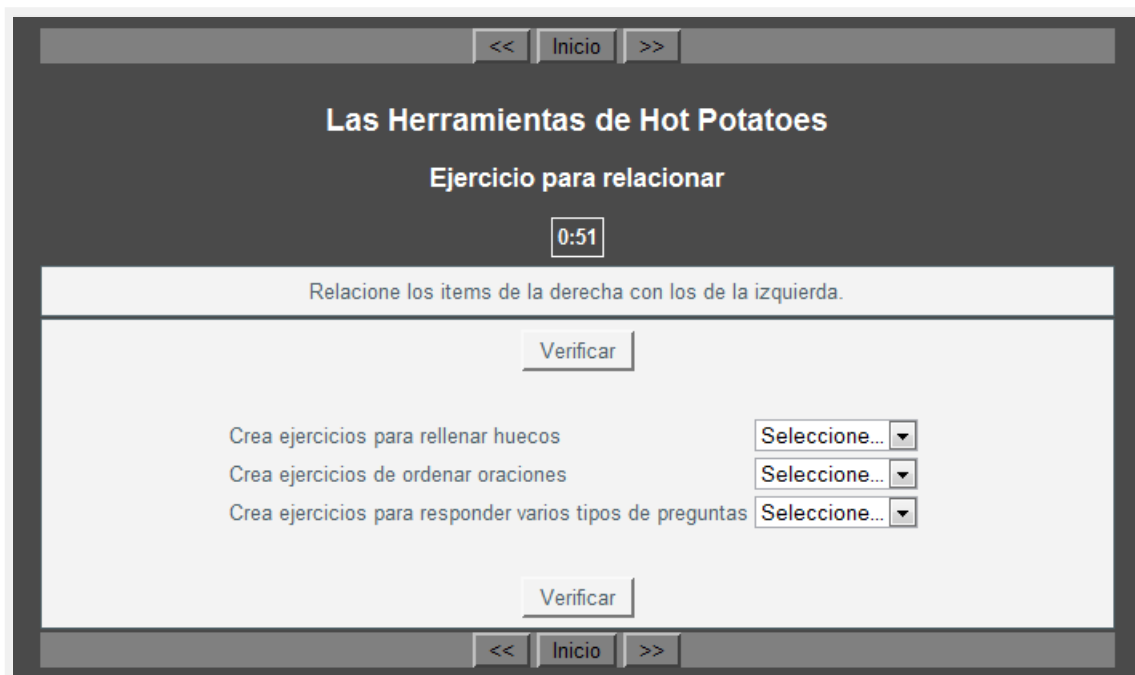 << Inicio >>
Las Herramientas de Hot Potatoes
Ejercicio para relacionar
0:51
Relacione los items de la derecha con los de la izquierda.
Verificar
Crea ejercicios para rellenar huecos Seleccione...
Crea ejercicios de ordenar oraciones Seleccione...
Crea ejercicios para responder varios tipos de preguntas Seleccione...
Verificar
<< Inicio >>